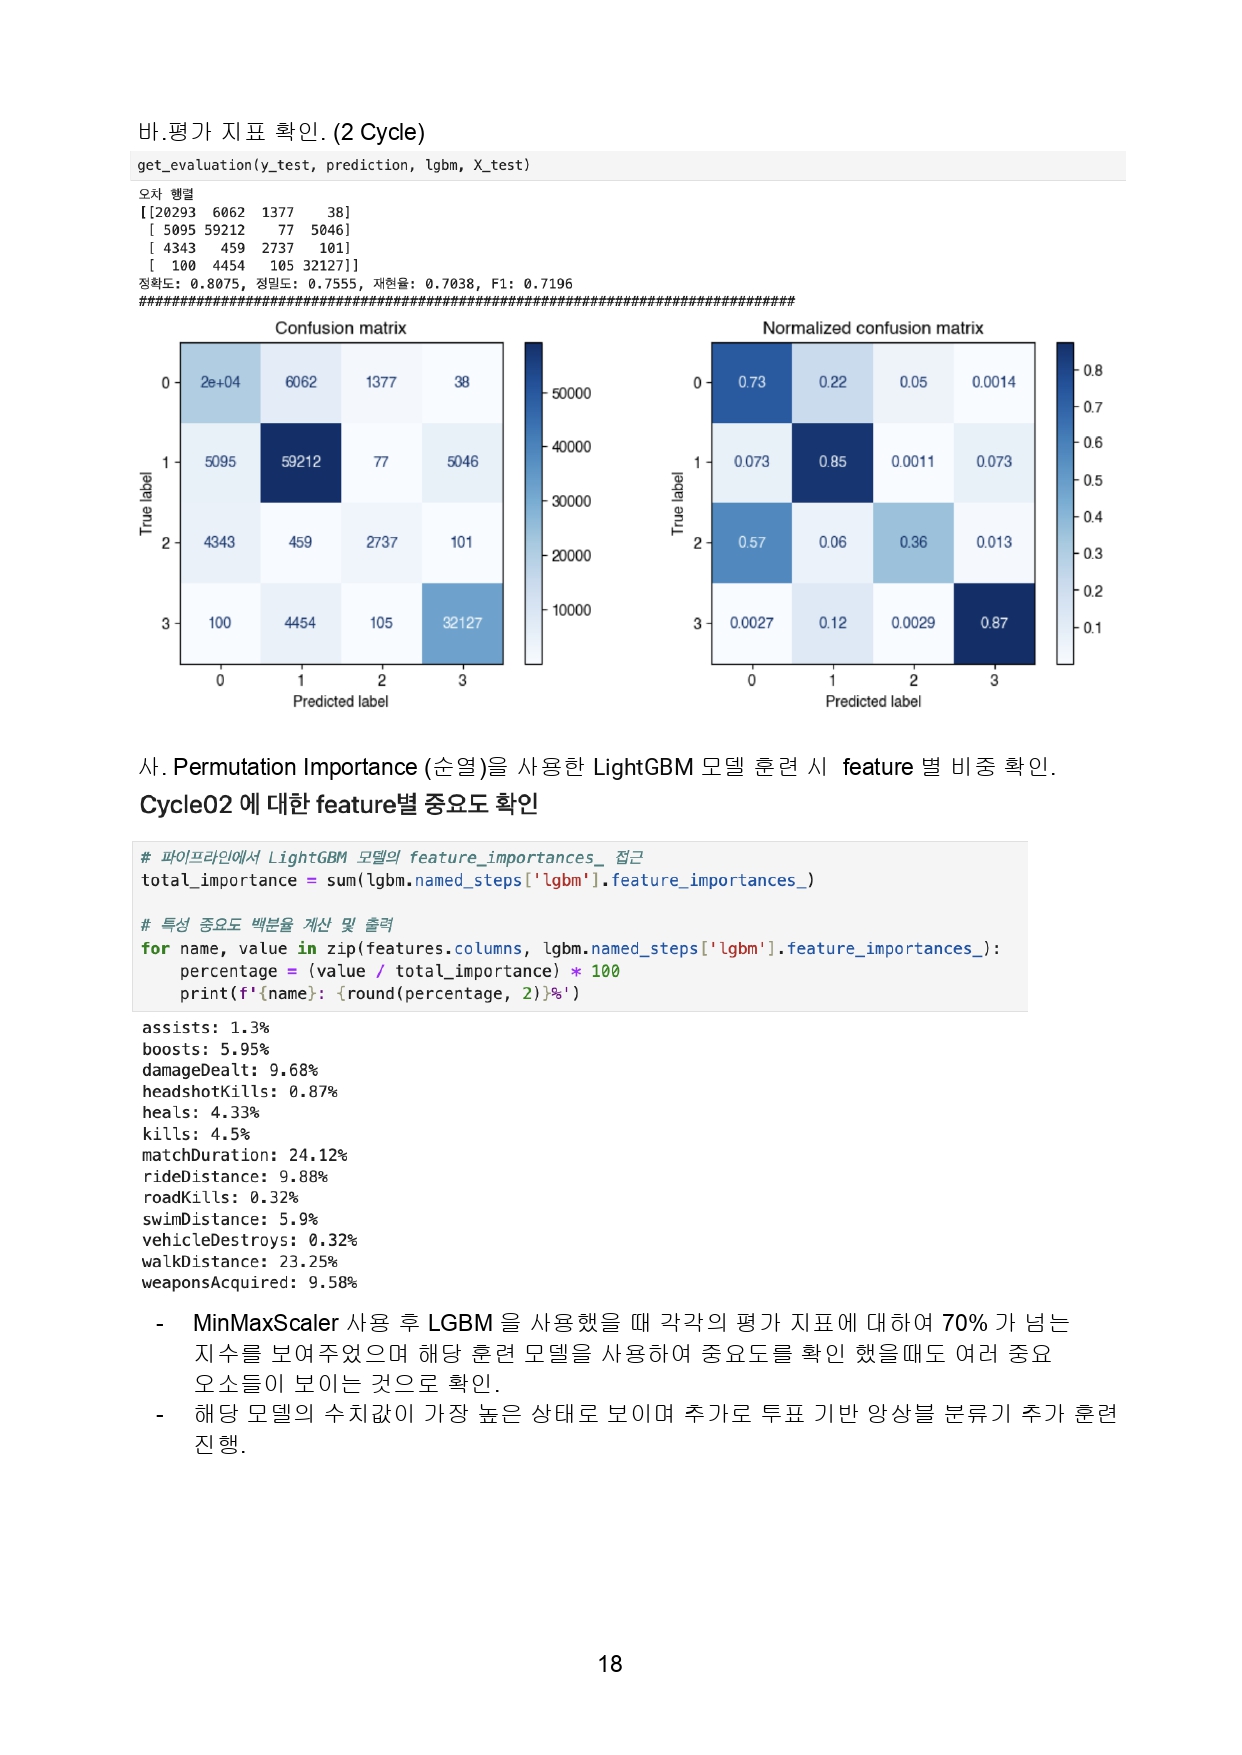 바.평가 지표 확인. (2 Cycle)
get_evaluation(y_test, prediction, lgbm, X_test)
오차 행렬
[[20293  6062  1377    38]
 [ 5095 59212    77  5046]
 [ 4343   459  2737   101]
 [  100  4454   105 32127]]
정확도: 0.8075, 정밀도: 0.7555, 재현율: 0.7038, F1: 0.7196
################################################################################
Confusion matrix
0 2e+04 6062 1377 38
1 5095 59212 77 5046
2 4343 459 2737 101
3 100 4454 105 32127
0 1 2 3
Predicted label
True label
50000
40000
30000
20000
10000
Normalized confusion matrix
0 0.73 0.22 0.05 0.0014
1 0.073 0.85 0.0011 0.073
2 0.57 0.06 0.36 0.013
3 0.0027 0.12 0.0029 0.87
0 1 2 3
Predicted label
True label
0.8
0.7
0.6
0.5
0.4
0.3
0.2
0.1
사. Permutation Importance (순열)을 사용한 LightGBM 모델 훈련 시  feature 별 비중 확인.
Cycle02 에 대한 feature별 중요도 확인
# 파이프라인에서 LightGBM 모델의 feature_importances_ 접근
total_importance = sum(lgbm.named_steps['lgbm'].feature_importances_)
# 특성 중요도 백분율 계산 및 출력
for name, value in zip(features.columns, lgbm.named_steps['lgbm'].feature_importances_):
    percentage = (value / total_importance) * 100
    print(f'{name}: {round(percentage, 2)}%')
assists: 1.3%
boosts: 5.95%
damageDealt: 9.68%
headshotKills: 0.87%
heals: 4.33%
kills: 4.5%
matchDuration: 24.12%
rideDistance: 9.88%
roadKills: 0.32%
swimDistance: 5.9%
vehicleDestroys: 0.32%
walkDistance: 23.25%
weaponsAcquired: 9.58%
- MinMaxScaler 사용 후 LGBM 을 사용했을 때 각각의 평가 지표에 대하여 70% 가 넘는
지수를 보여주었으며 해당 훈련 모델을 사용하여 중요도를 확인 했을때도 여러 중요
오소들이 보이는 것으로 확인.
- 해당 모델의 수치값이 가장 높은 상태로 보이며 추가로 투표 기반 앙상블 분류기 추가 훈련
진행.
18